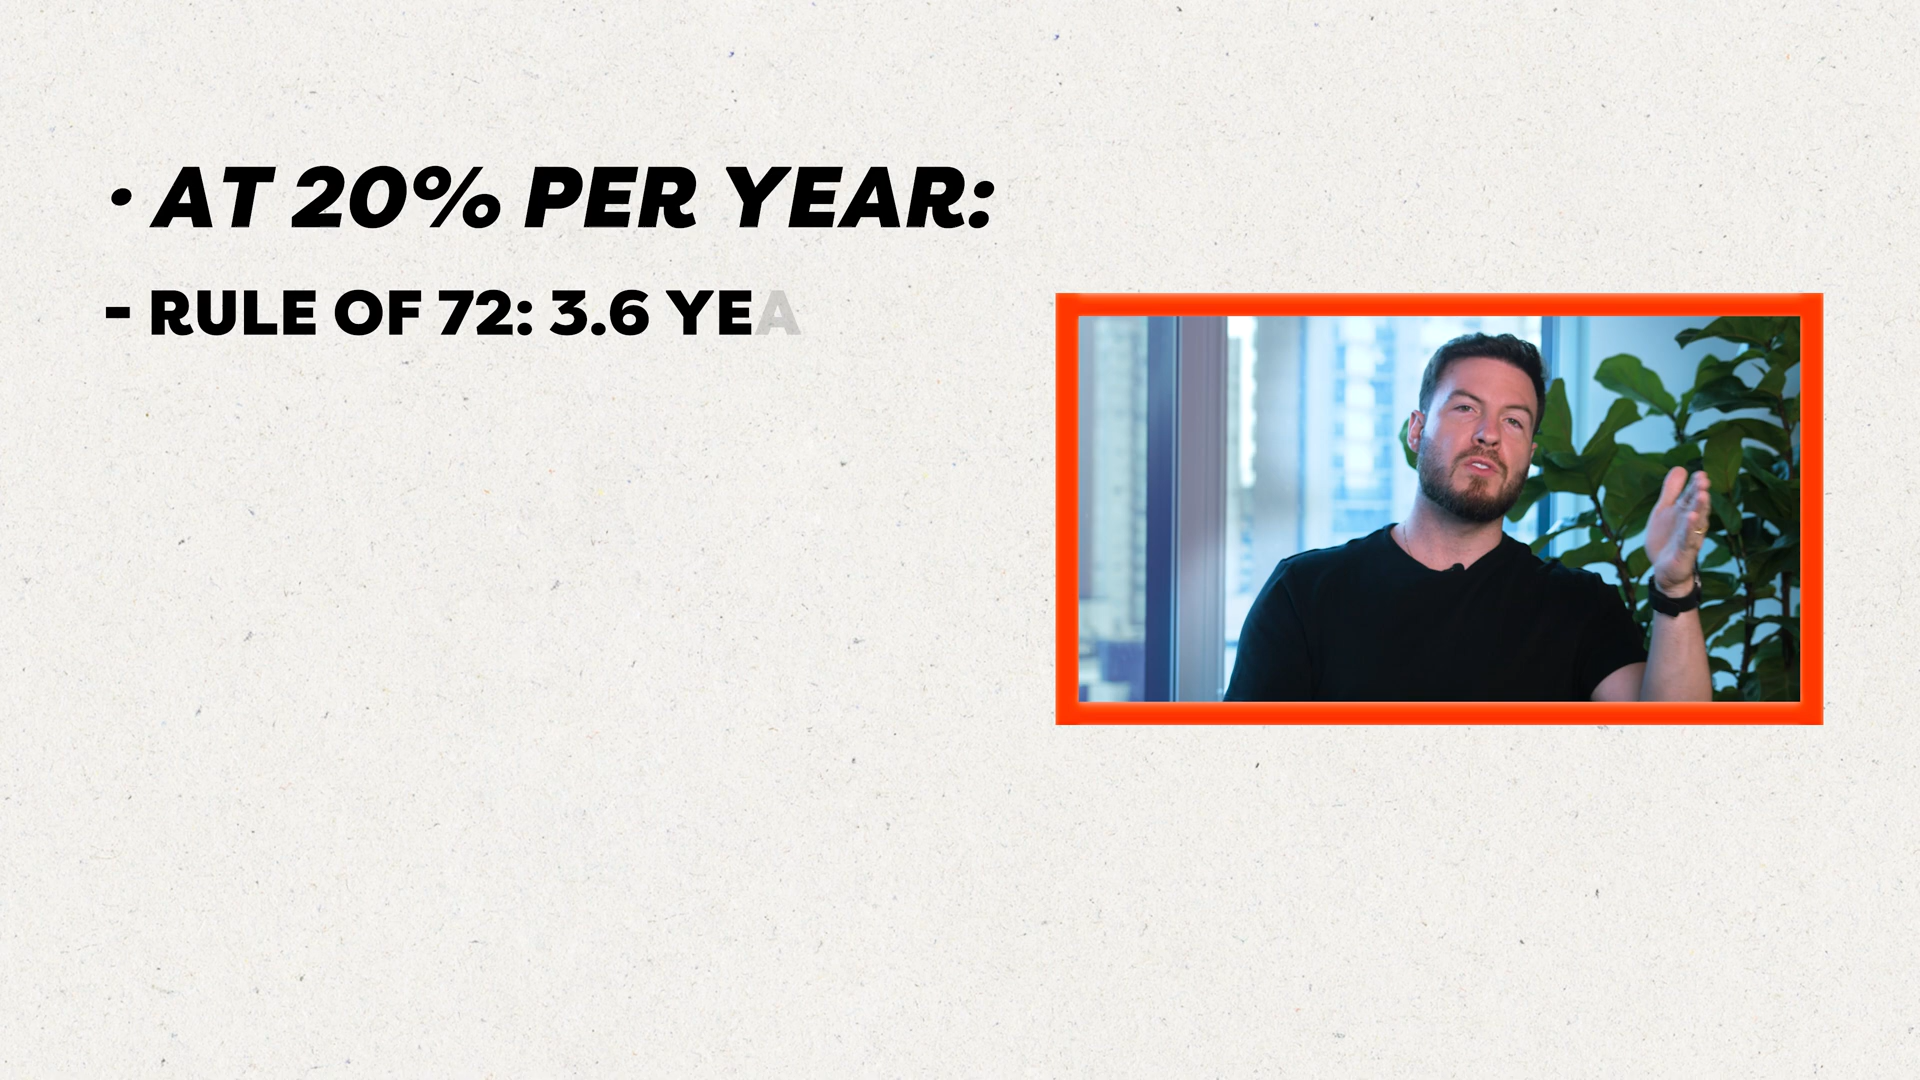 • AT 20% PER YEAR:
- RULE OF 72: 3.6 YEA